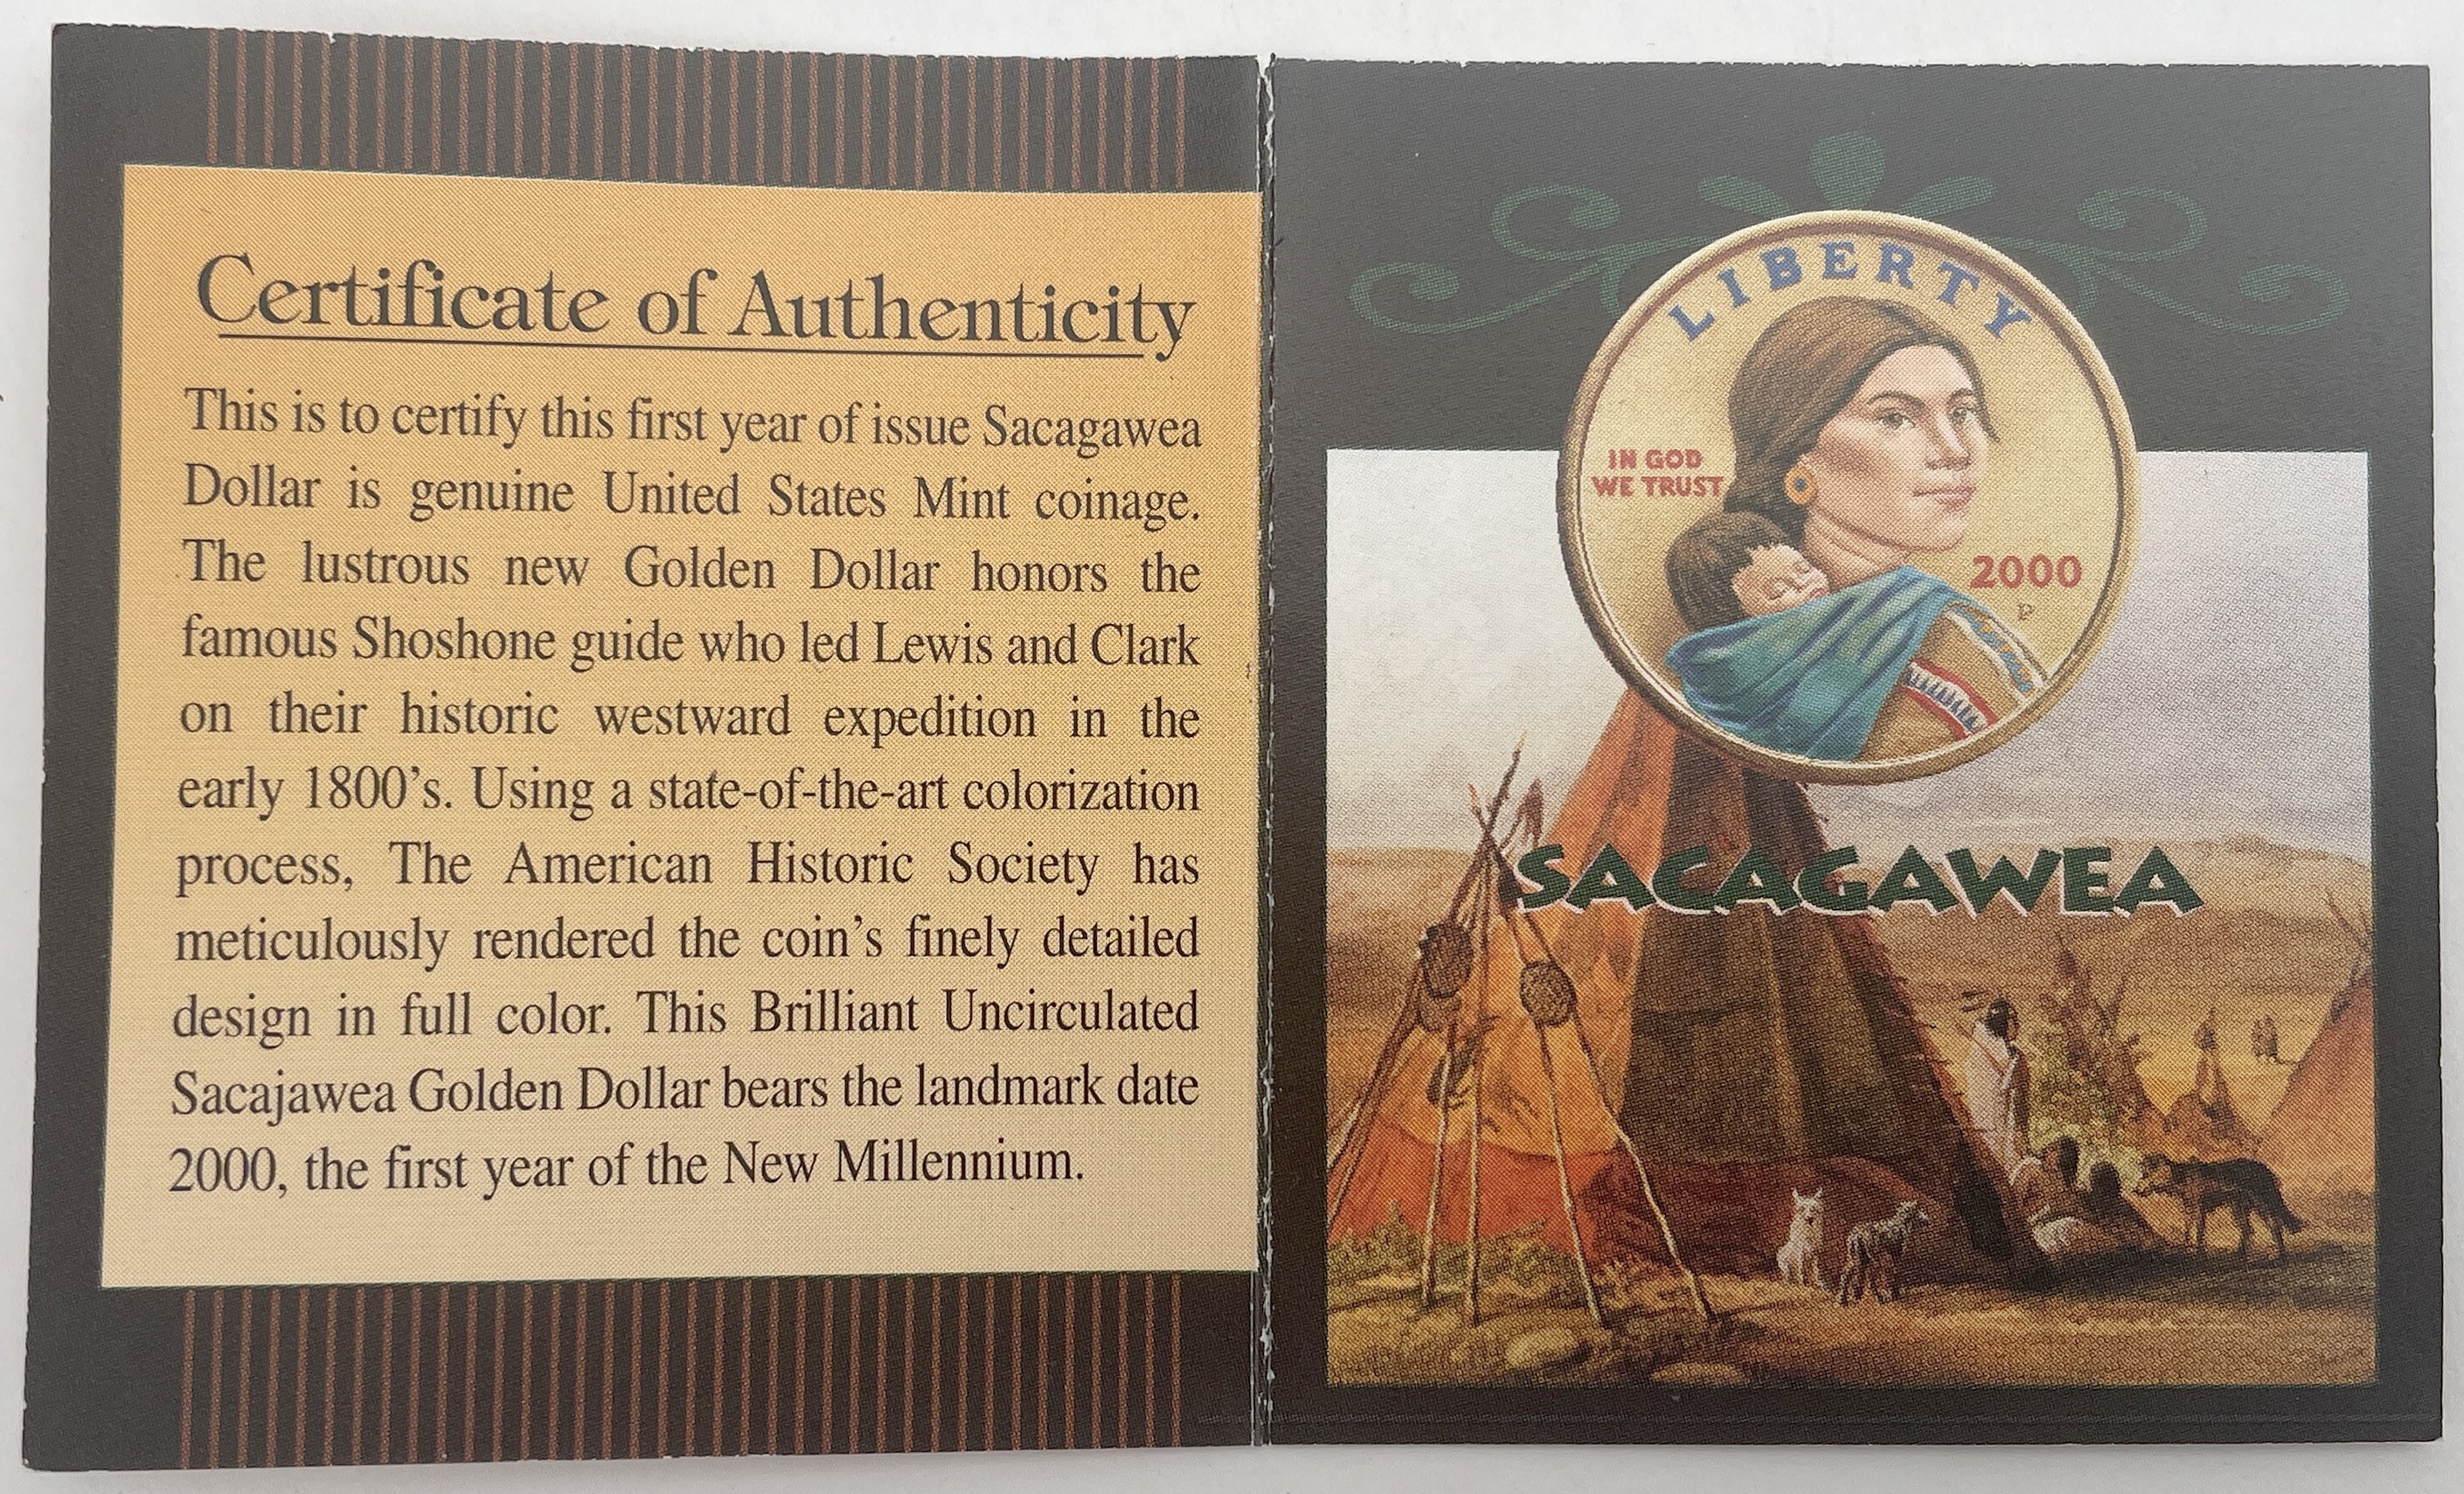 Certificate of Authenticity
This is to certify this first year of issue Sacagawea
Dollar is genuine United States Mint coinage.
The lustrous new Golden Dollar honors the
famous Shoshone guide who led Lewis and Clark
on their historic westward expedition in the
early 1800's. Using a state-of-the-art colorization
process, The American Historic Society has
meticulously rendered the coin's finely detailed
design in full color. This Brilliant Uncirculated
Sacajawea Golden Dollar bears the landmark date
2000, the first year of the New Millennium.
LIBERTY
IN GOD
WE TRUST
2000
P
SACAGAWEA